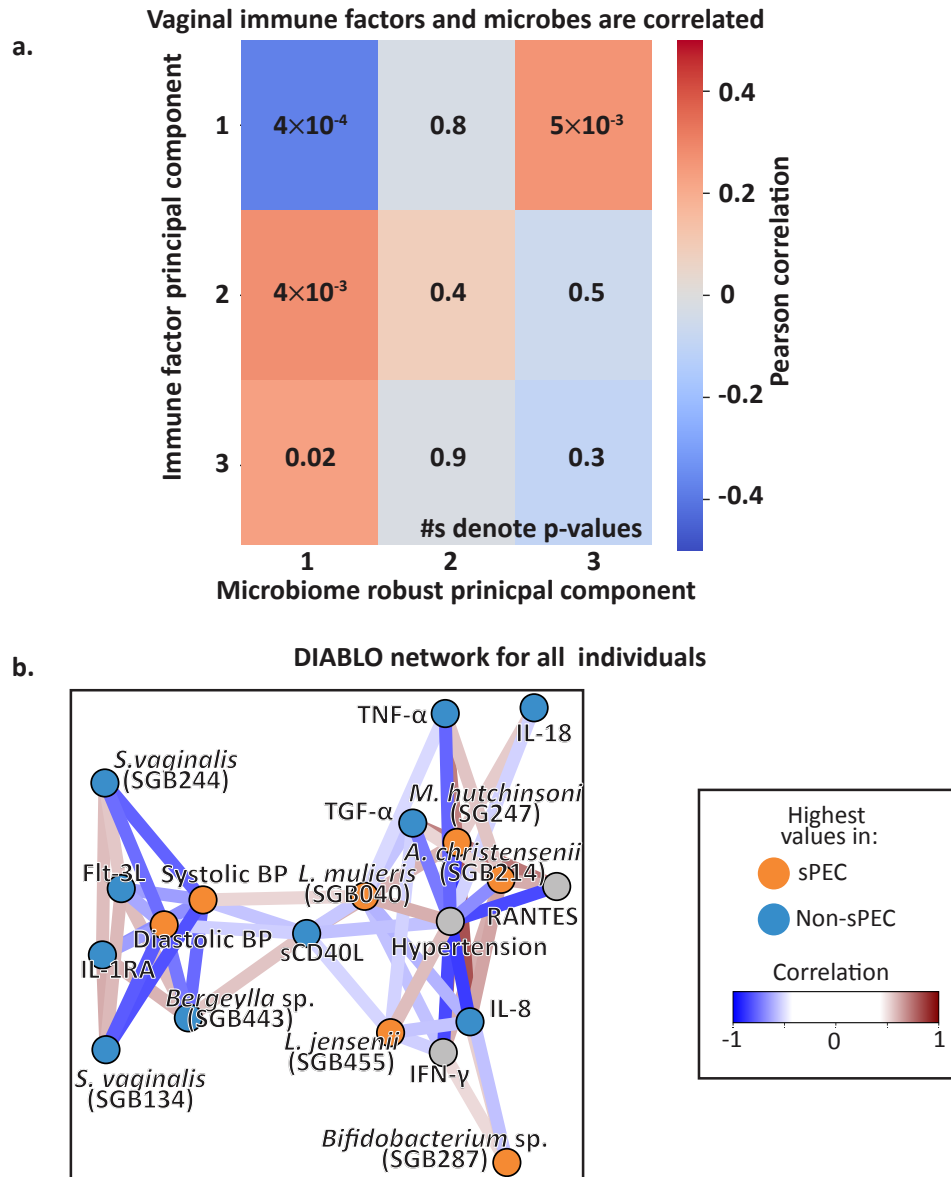 Vaginal immune factors and microbes are correlated
a.
Immune factor principal component
1
2
3
4×10⁻⁴
0.8
5×10⁻³
4×10⁻³
0.4
0.5
0.02
0.9
0.3
#s denote p-values
1
2
3
Microbiome robust prinicpal component
0.4
0.2
0
-0.2
-0.4
Pearson correlation
b.
DIABLO network for all individuals
TNF-α
IL-18
S.vaginalis
(SGB244)
TGF-α
M. hutchinsoni
(SG247)
A. christensenii
(SGB214)
Flt-3L
Systolic BP
L. mulieris
(SGB040)
RANTES
Diastolic BP
sCD40L
Hypertension
IL-1RA
Bergeylla sp.
(SGB443)
IL-8
L. jensenii
(SGB455)
IFN-γ
S. vaginalis
(SGB134)
Bifidobacterium sp.
(SGB287)
Highest
values in:
sPEC
Non-sPEC
Correlation
-1
0
1